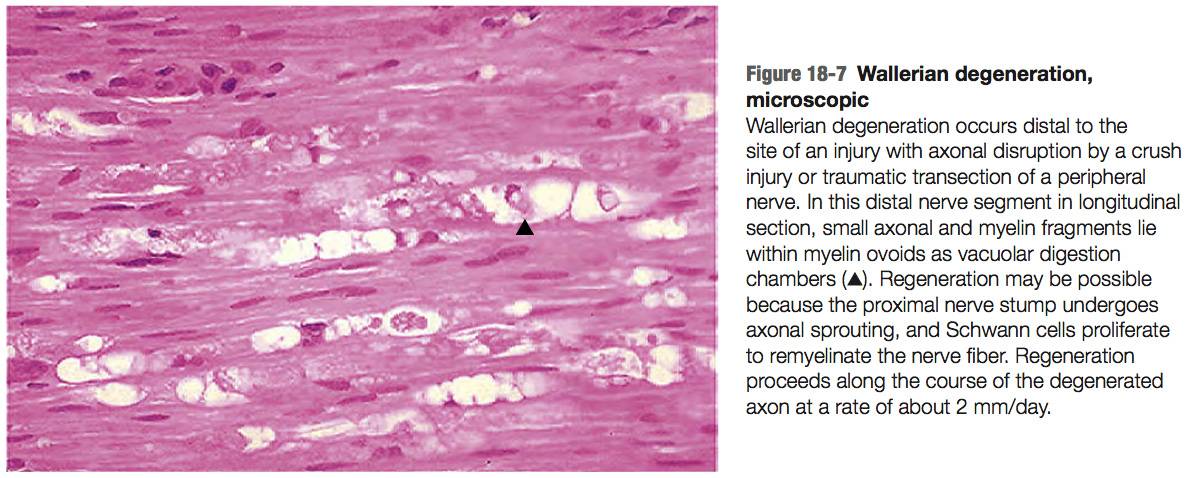 Figure 18-7 Wallerian degeneration,
microscopic
Wallerian degeneration occurs distal to the
site of an injury with axonal disruption by a crush
injury or traumatic transection of a peripheral
nerve. In this distal nerve segment in longitudinal
section, small axonal and myelin fragments lie
within myelin ovoids as vacuolar digestion
chambers (▲). Regeneration may be possible
because the proximal nerve stump undergoes
axonal sprouting, and Schwann cells proliferate
to remyelinate the nerve fiber. Regeneration
proceeds along the course of the degenerated
axon at a rate of about 2 mm/day.